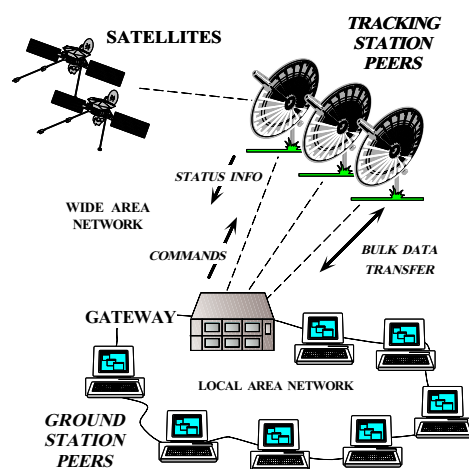 SATELLITES
TRACKING
STATION
PEERS
STATUS INFO
WIDE AREA
NETWORK
COMMANDS
BULK DATA
TRANSFER
GATEWAY
LOCAL AREA NETWORK
GROUND
STATION
PEERS